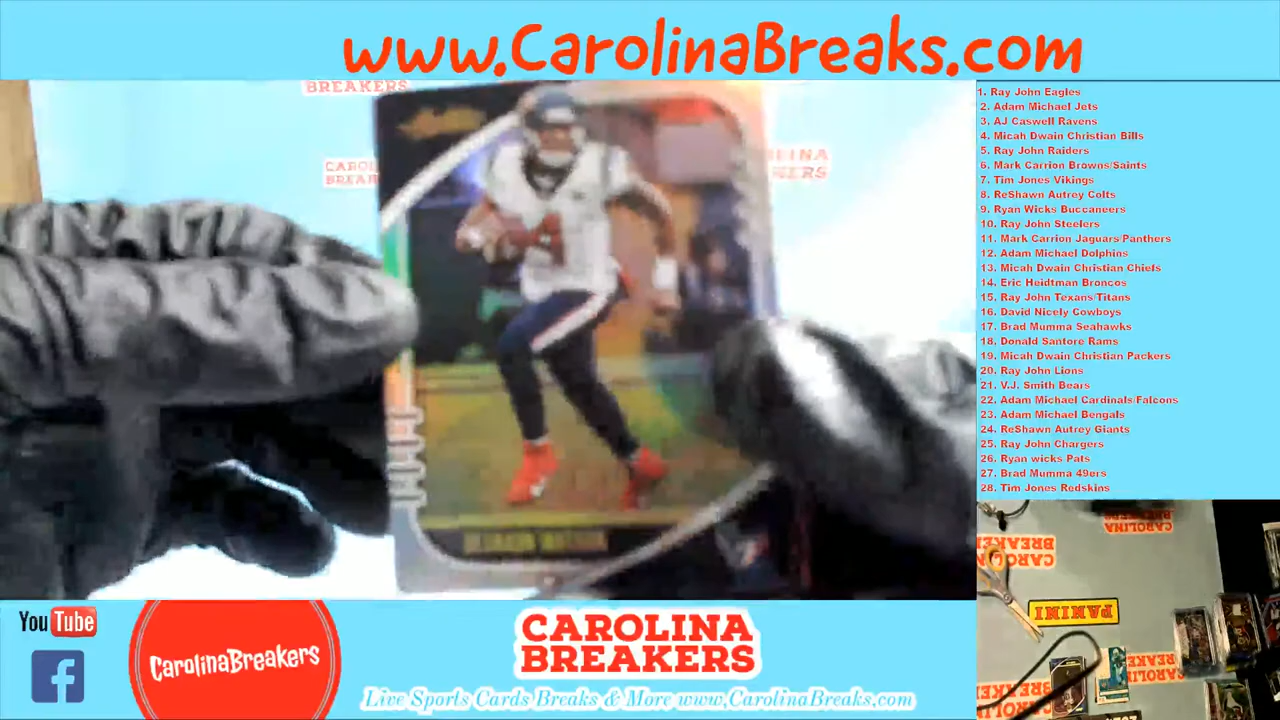 www.CarolinaBreaks.com
BREAKERS
CAROL
BREAK
LINA
KERS
1. Ray John Eagles
2. Adam Michael Jets
3, AJ Caswell Ravens
4. Micah Dwain Christian Bills
5. Ray John Raiders
6. Mark Carrion Browns/Saints
7. Tim Jones Vikings
8. ReShawn Autrey Colts
9. Ryan Wicks Buccaneers
10. Ray John Steelers
11. Mark Carrion Jaguars/Panthers
12. Adam Michael Dolphins
13. Micah Dwain Christian Chiefs
14. Eric Heidtman Broncos
15. Ray John Texans/Titans
16. David Nicely Cowboys
17. Brad Mumma Seahawks
18. Donald Santore Rams
19. Micah Dwain Christian Packers
20. Ray John Lions
21. V.J. Smith Bears
22. Adam Michael Cardinals/Falcons
23. Adam Michael Bengals
24. ReShawn Autrey Giants
25. Ray John Chargers
26. Ryan wicks Pats
27. Brad Mumma 49ers
28. Tim Jones Redskins
DESHAUN WATSON
CAROLINA
PANINI
YouTube
CarolinaBreakers
CAROLINA
BREAKERS
Live Sports Cards Breaks & More www.CarolinaBreaks.com